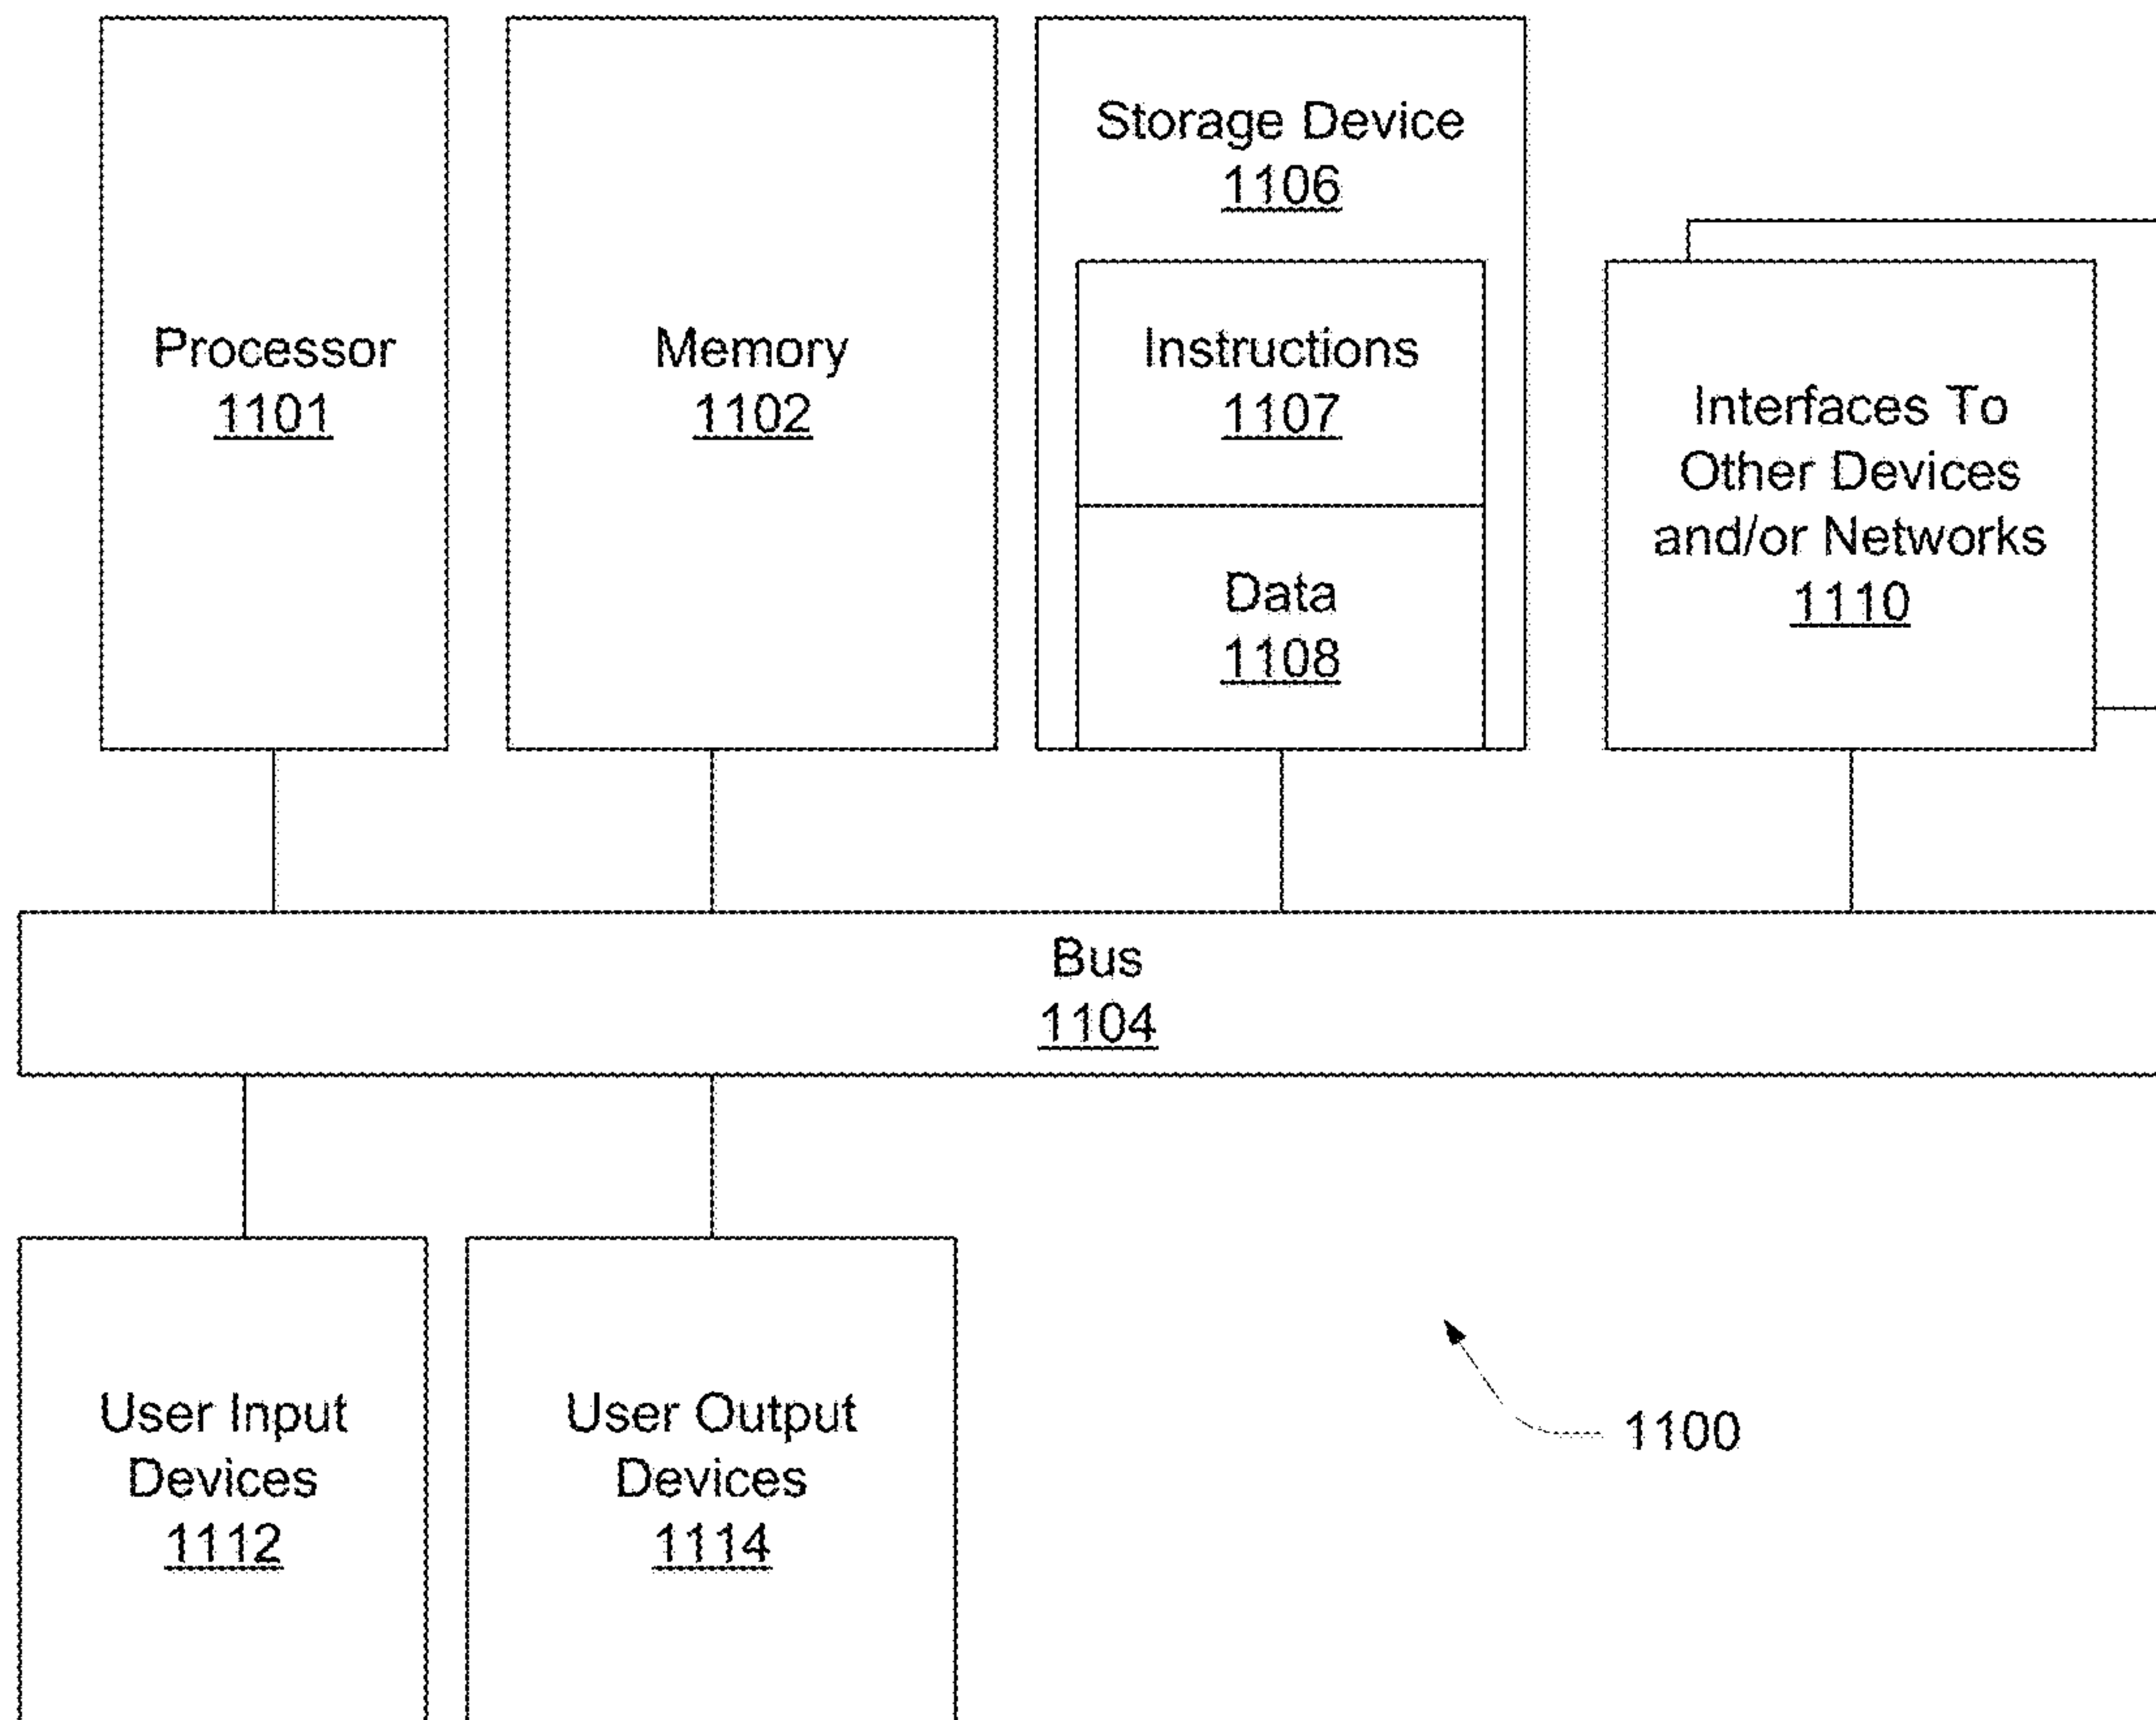 Processor
1101
Memory
1102
Storage Device
1106
Instructions
1107
Data
1108
Interfaces To
Other Devices
and/or Networks
1110
Bus
1104
User Input
Devices
1112
User Output
Devices
1114
1100